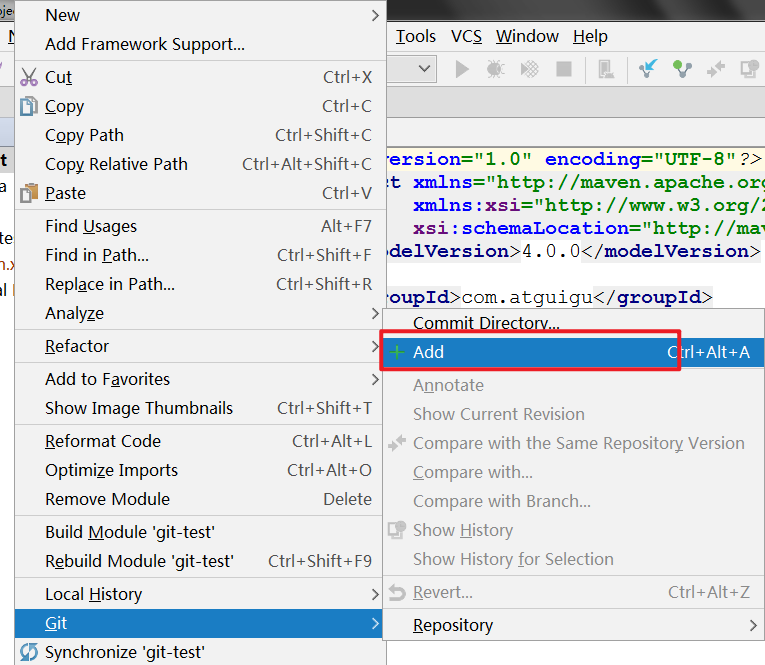 New
Add Framework Support...
Cut Ctrl+X
Copy Ctrl+C
Copy Path Ctrl+Shift+C
Copy Relative Path Ctrl+Alt+Shift+C
Paste Ctrl+V
Find Usages Alt+F7
Find in Path... Ctrl+Shift+F
Replace in Path... Ctrl+Shift+R
Analyze
Refactor
Add to Favorites
Show Image Thumbnails Ctrl+Shift+T
Reformat Code Ctrl+Alt+L
Optimize Imports Ctrl+Alt+O
Remove Module Delete
Build Module 'git-test'
Rebuild Module 'git-test' Ctrl+Shift+F9
Local History
Git
Synchronize 'git-test'
Tools VCS Window Help
version="1.0" encoding="UTF-8"?>
ct xmlns="http://maven.apache.org
xmlns:xsi="http://www.w3.org/2
xsi:schemaLocation="http://mav
odelVersion>4.0.0</modelVersion>
roupId>com.atguigu</groupId>
Commit Directory...
Add Ctrl+Alt+A
Annotate
Show Current Revision
Compare with the Same Repository Version
Compare with...
Compare with Branch...
Show History
Show History for Selection
Revert... Ctrl+Alt+Z
Repository